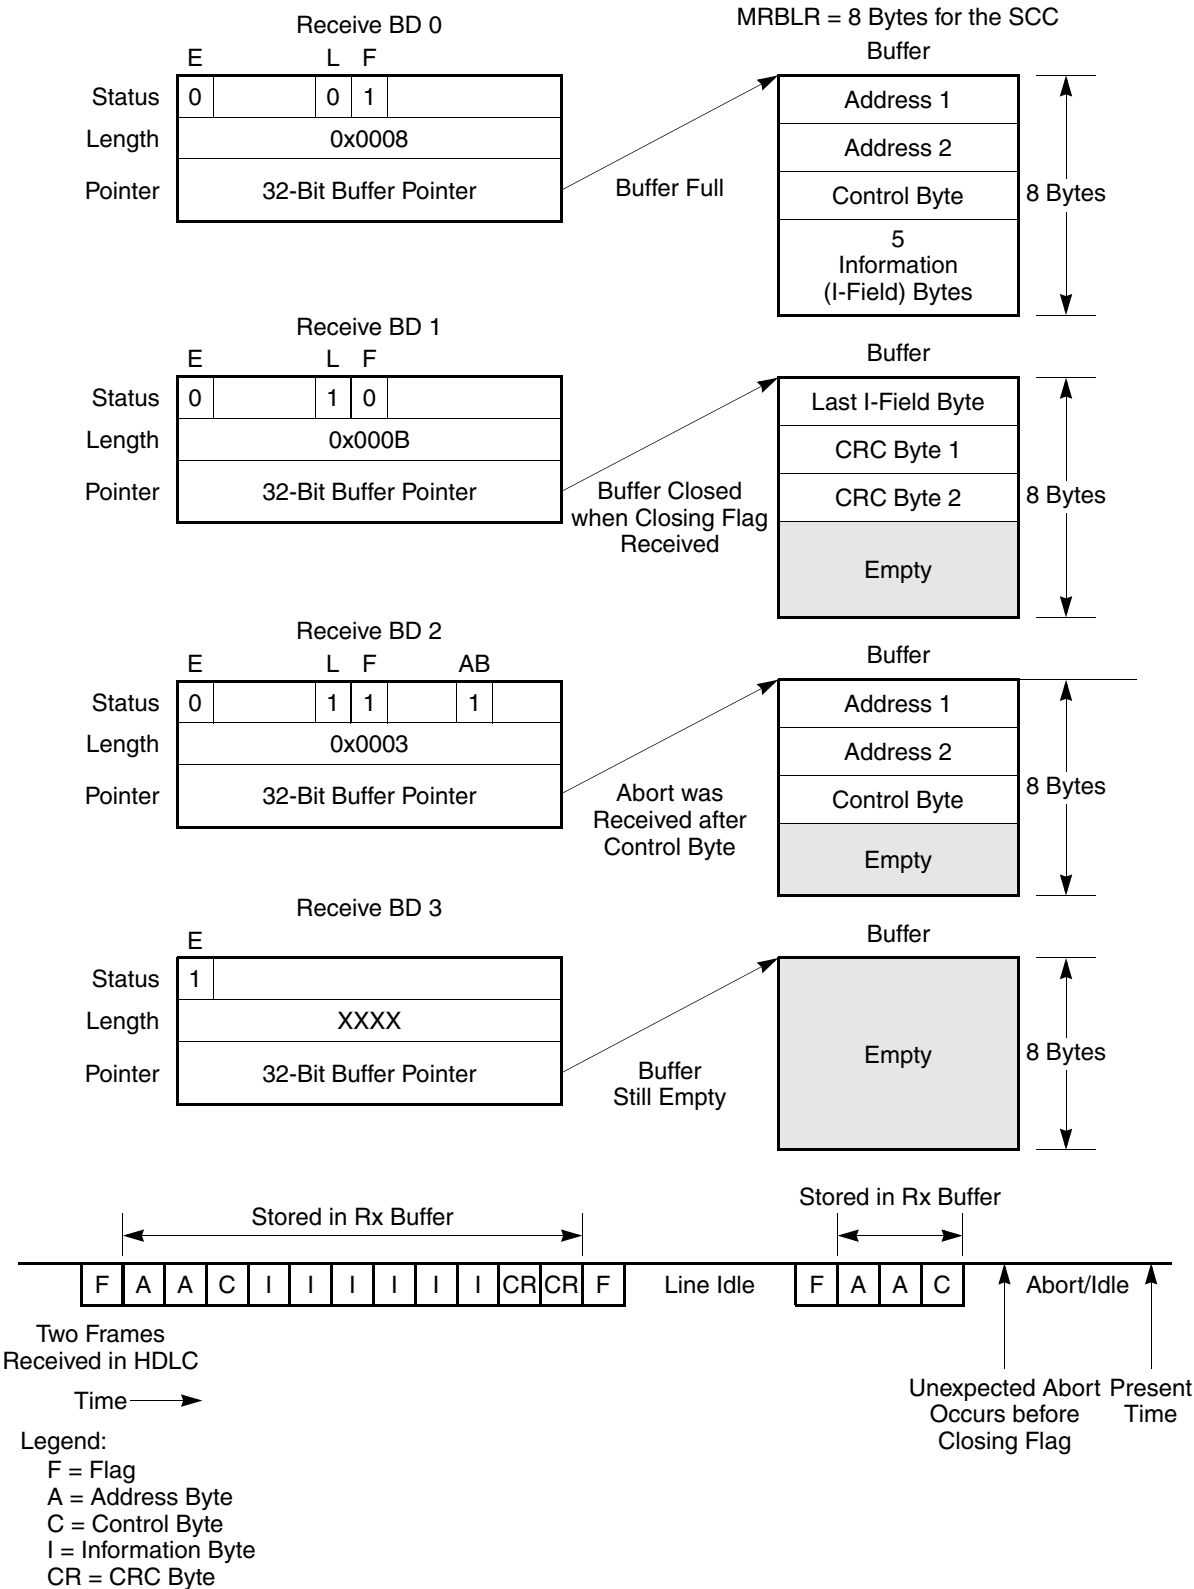 MRBLR = 8 Bytes for the SCC
Receive BD 0
E L F
Status 0 0 1
Length 0x0008
Pointer 32-Bit Buffer Pointer
Buffer Full
Buffer
Address 1
Address 2
Control Byte
5
Information
(I-Field) Bytes
8 Bytes
Receive BD 1
E L F
Status 0 1 0
Length 0x000B
Pointer 32-Bit Buffer Pointer
Buffer Closed
when Closing Flag
Received
Buffer
Last I-Field Byte
CRC Byte 1
CRC Byte 2
Empty
8 Bytes
Receive BD 2
E L F AB
Status 0 1 1 1
Length 0x0003
Pointer 32-Bit Buffer Pointer
Abort was
Received after
Control Byte
Buffer
Address 1
Address 2
Control Byte
Empty
8 Bytes
Receive BD 3
E
Status 1
Length XXXX
Pointer 32-Bit Buffer Pointer
Buffer
Still Empty
Buffer
Empty
8 Bytes
Stored in Rx Buffer
Stored in Rx Buffer
F A A C I I I I I I CR CR F Line Idle F A A C Abort/Idle
Two Frames
Received in HDLC
Time
Unexpected Abort
Occurs before
Closing Flag
Present
Time
Legend:
F = Flag
A = Address Byte
C = Control Byte
I = Information Byte
CR = CRC Byte